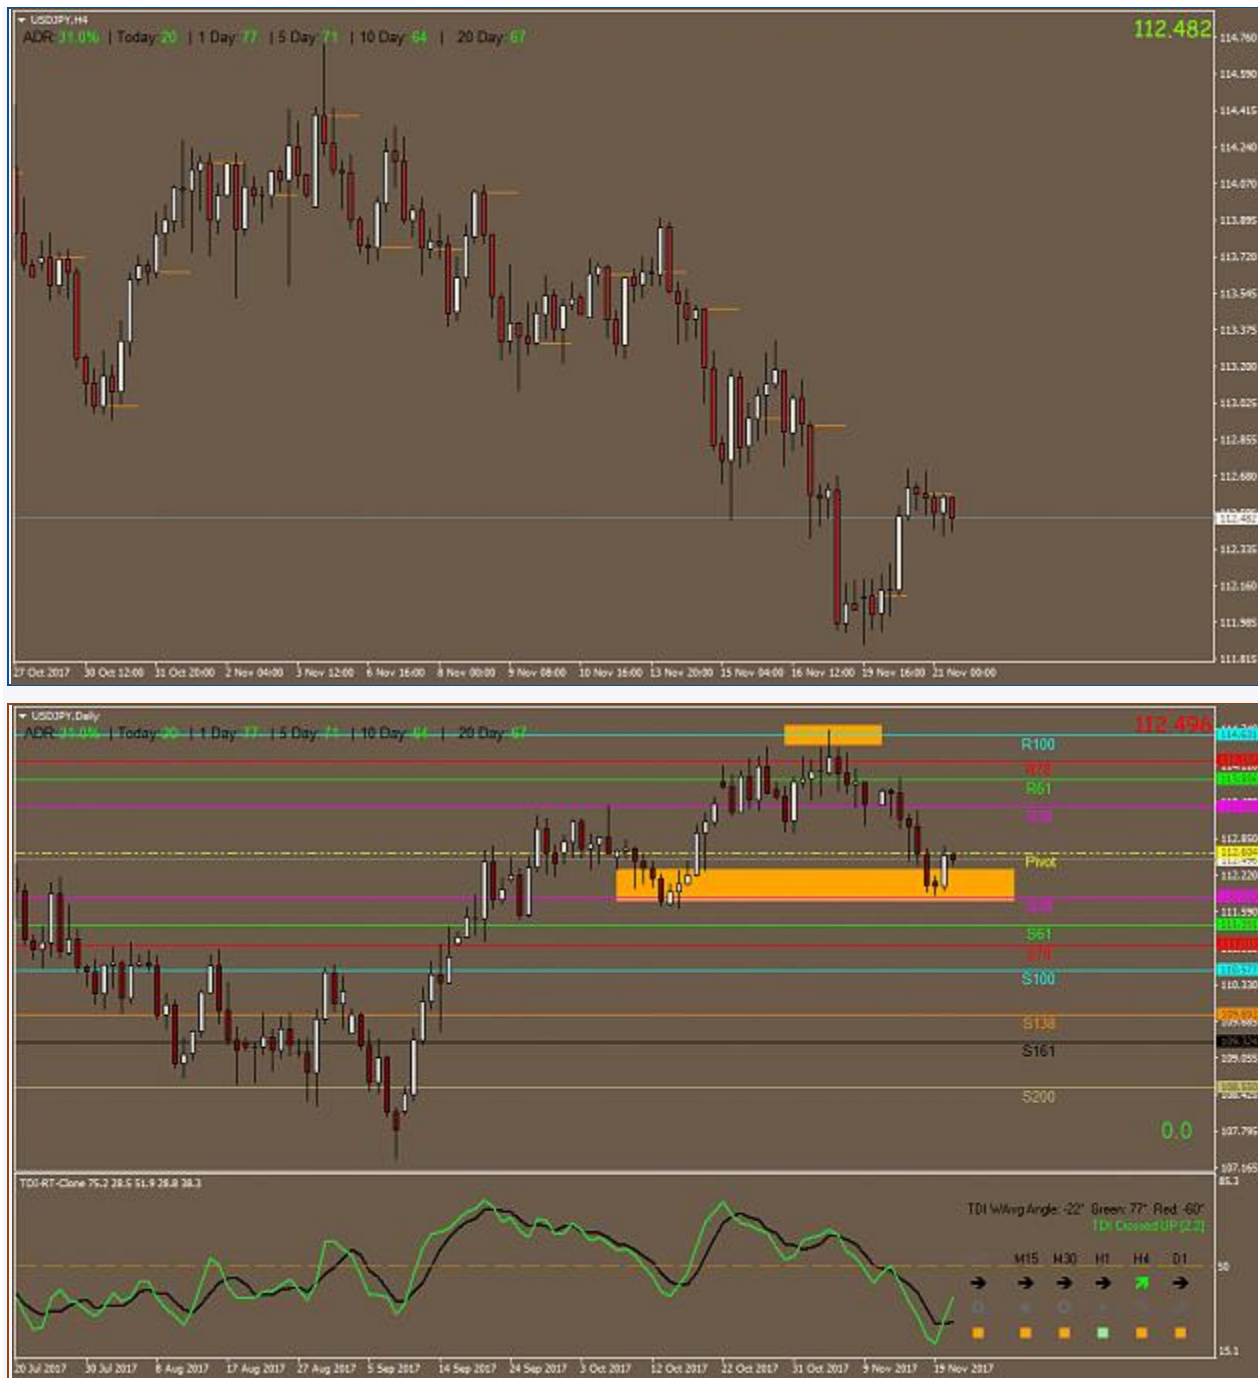 USDJPY,H4
ADR: 31.0% | Today: 20 | 1 Day: 77 | 5 Day: 71 | 10 Day: 64 | 20 Day: 67
112.482
114.760
114.590
114.415
114.240
114.070
113.895
113.720
113.545
113.375
113.200
113.025
112.855
112.680
112.482
112.335
112.160
111.985
111.815
27 Oct 2017 30 Oct 12:00 31 Oct 20:00 2 Nov 04:00 3 Nov 12:00 6 Nov 16:00 8 Nov 00:00 9 Nov 08:00 10 Nov 16:00 13 Nov 20:00 15 Nov 04:00 16 Nov 12:00 19 Nov 16:00 21 Nov 00:00
USDJPY,Daily
ADR: 31.0% | Today: 20 | 1 Day: 77 | 5 Day: 71 | 10 Day: 64 | 20 Day: 67
112.496
R100
R78
R61
Pivot
S61
S100
S138
S161
S200
112.850
112.220
111.590
110.330
109.055
108.425
107.795
107.165
0.0
TDI-RT-Clone 75.2 28.5 51.9 28.8 38.3
85.3
TDI WAvg Angle: -22° Green: 77° Red: -60°
TDI Crossed UP [2.2]
M15 M30 H1 H4 D1
50
15.1
20 Jul 2017 30 Jul 2017 8 Aug 2017 17 Aug 2017 27 Aug 2017 5 Sep 2017 14 Sep 2017 24 Sep 2017 3 Oct 2017 12 Oct 2017 22 Oct 2017 31 Oct 2017 9 Nov 2017 19 Nov 2017